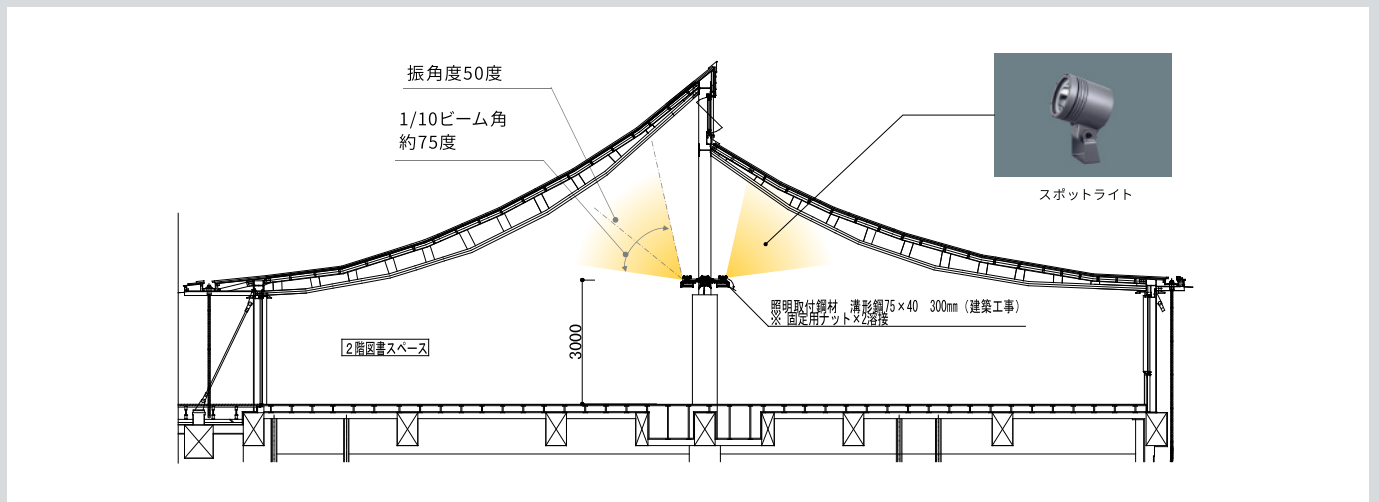 振角度50度
1/10ビーム角
約75度
スポットライト
照明取付鋼材　溝形鋼75×40　300mm（建築工事）
※ 固定用ナット×2溶接
3000
2階図書スペース